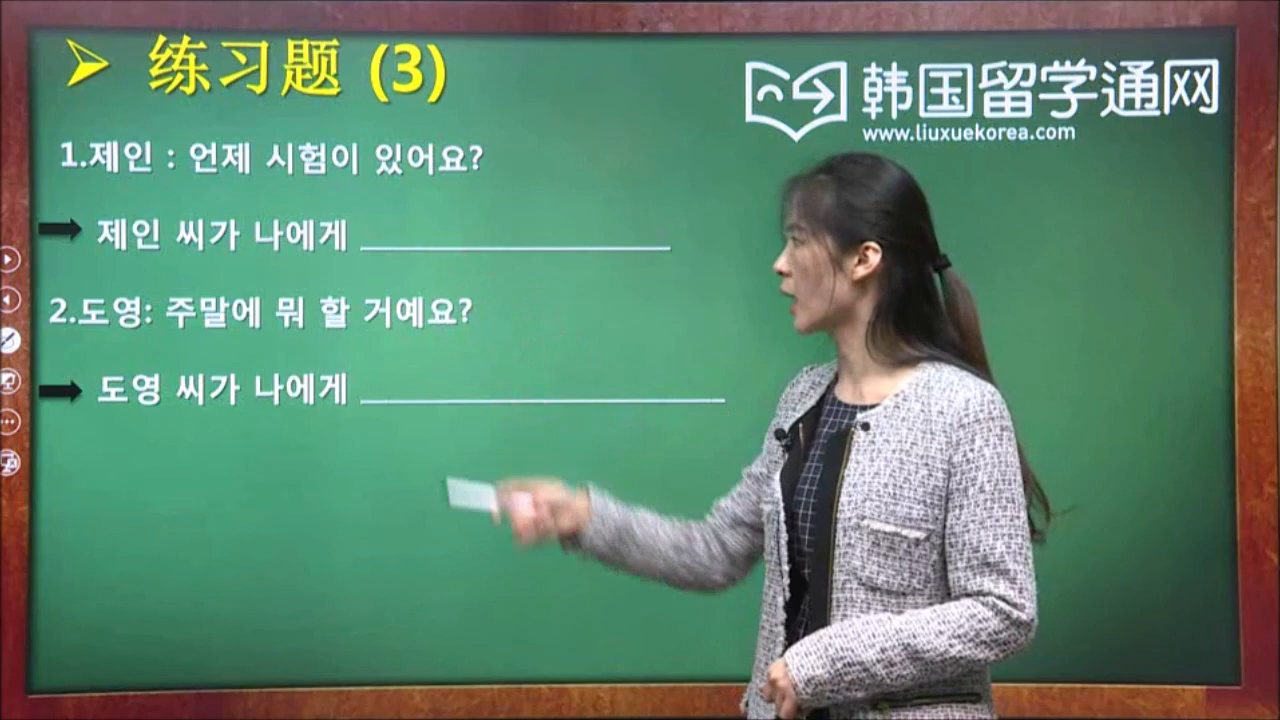 练习题 (3)
韩国留学通网
www.liuxuekorea.com
1.제인 : 언제 시험이 있어요?
제인 씨가 나에게
2.도영: 주말에 뭐 할 거예요?
도영 씨가 나에게